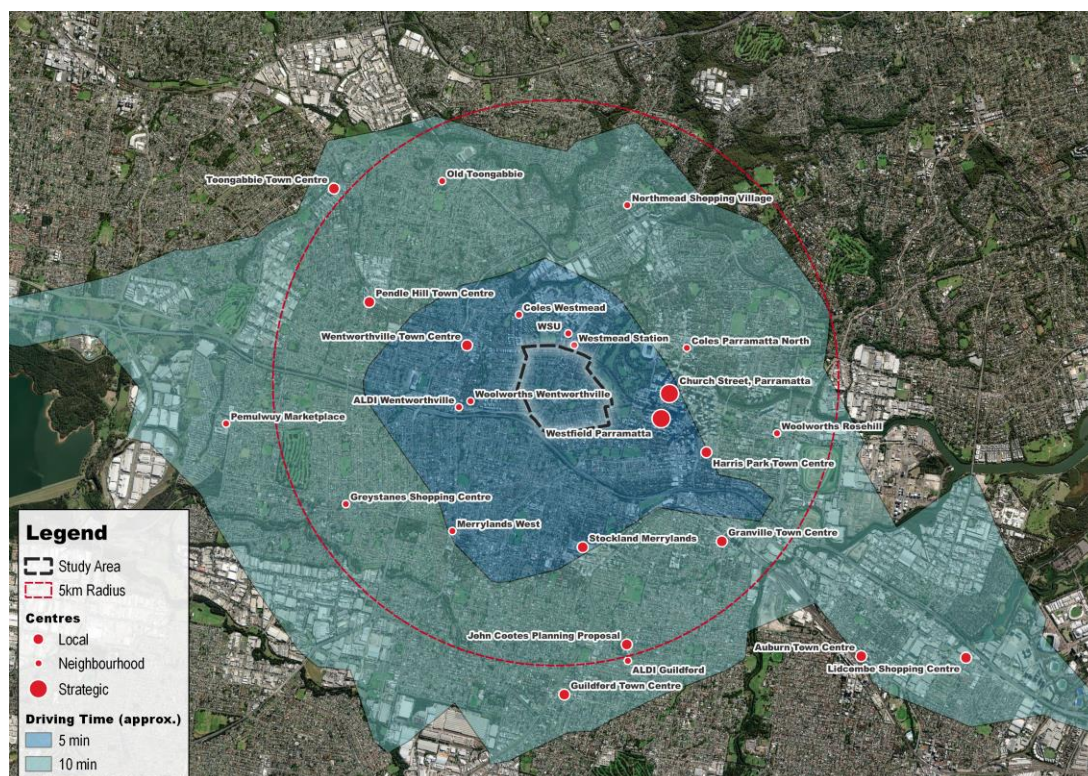 Toongabbie Town Centre
Old Toongabbie
Northmead Shopping Village
Pendle Hill Town Centre
Coles Westmead
WSU
Wentworthville Town Centre
Westmead Station
Coles Parramatta North
Church Street, Parramatta
Woolworths Wentworthville
ALDI Wentworthville
Pemulwuy Marketplace
Westfield Parramatta
Woolworths Rosehill
Harris Park Town Centre
Greystanes Shopping Centre
Merrylands West
Stockland Merrylands
Granville Town Centre
John Cootes Planning Proposal
Auburn Town Centre
ALDI Guildford
Lidcombe Shopping Centre
Guildford Town Centre
Legend
Study Area
5km Radius
Centres
Local
Neighbourhood
Strategic
Driving Time (approx.)
5 min
10 min